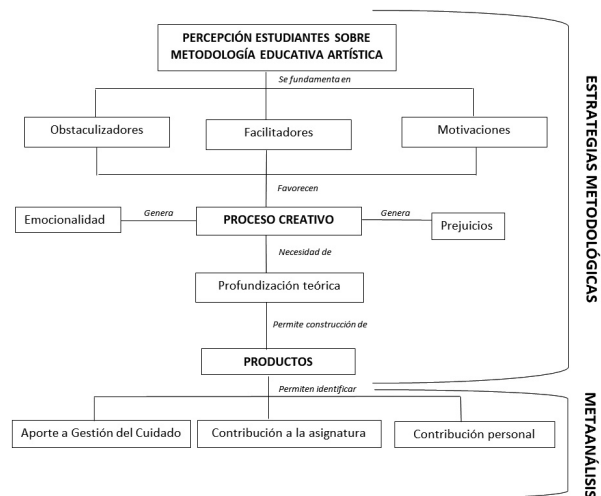 PERCEPCIÓN ESTUDIANTES SOBRE
METODOLOGÍA EDUCATIVA ARTÍSTICA
Se fundamenta en
Obstaculizadores
Facilitadores
Motivaciones
Favorecen
Emocionalidad
Genera
PROCESO CREATIVO
Genera
Prejuicios
Necesidad de
Profundización teórica
Permite construcción de
PRODUCTOS
Permiten identificar
Aporte a Gestión del Cuidado
Contribución a la asignatura
Contribución personal
ESTRATEGIAS METODOLÓGICAS
METAANÁLISIS